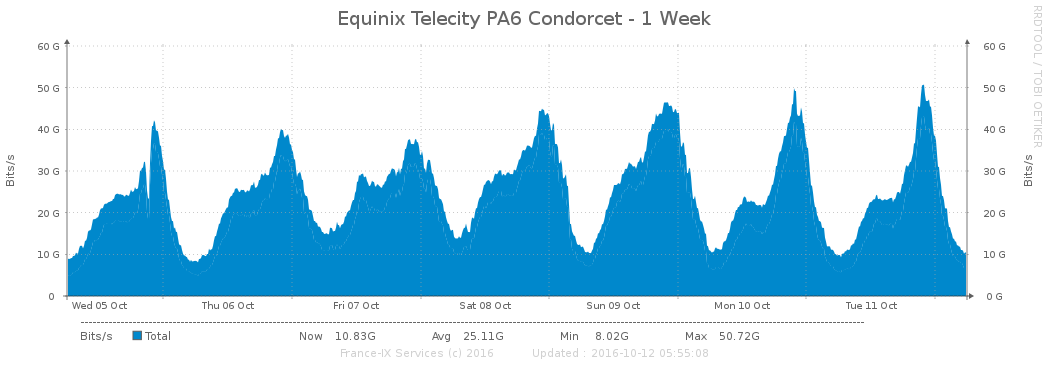 Equinix Telecity PA6 Condorcet - 1 Week
RRDTOOL / TOBI OETIKER
Bits/s
60 G
50 G
40 G
30 G
20 G
10 G
0
60 G
50 G
40 G
30 G
20 G
10 G
0 G
Bits/s
Wed 05 Oct Thu 06 Oct Fri 07 Oct Sat 08 Oct Sun 09 Oct Mon 10 Oct Tue 11 Oct
Bits/s Total Now 10.83G Avg 25.11G Min 8.02G Max 50.72G
France-IX Services (c) 2016 Updated : 2016-10-12 05:55:08